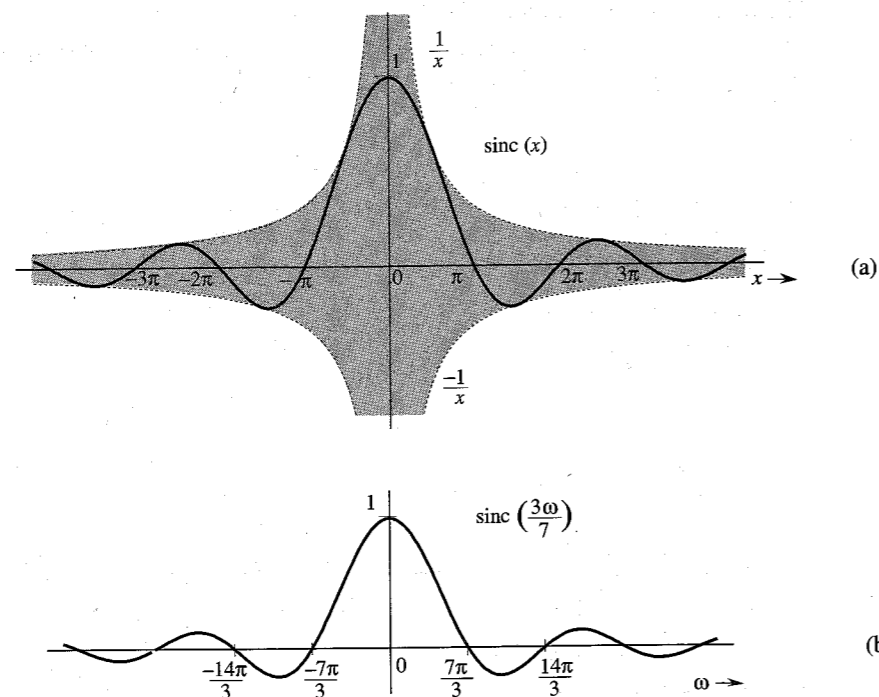 1/x
1
sinc (x)
−3π −2π −π 0 π 2π 3π
x
(a)
−1/x
1
sinc (3ω/7)
−14π/3 −7π/3 0 7π/3 14π/3
ω
(b